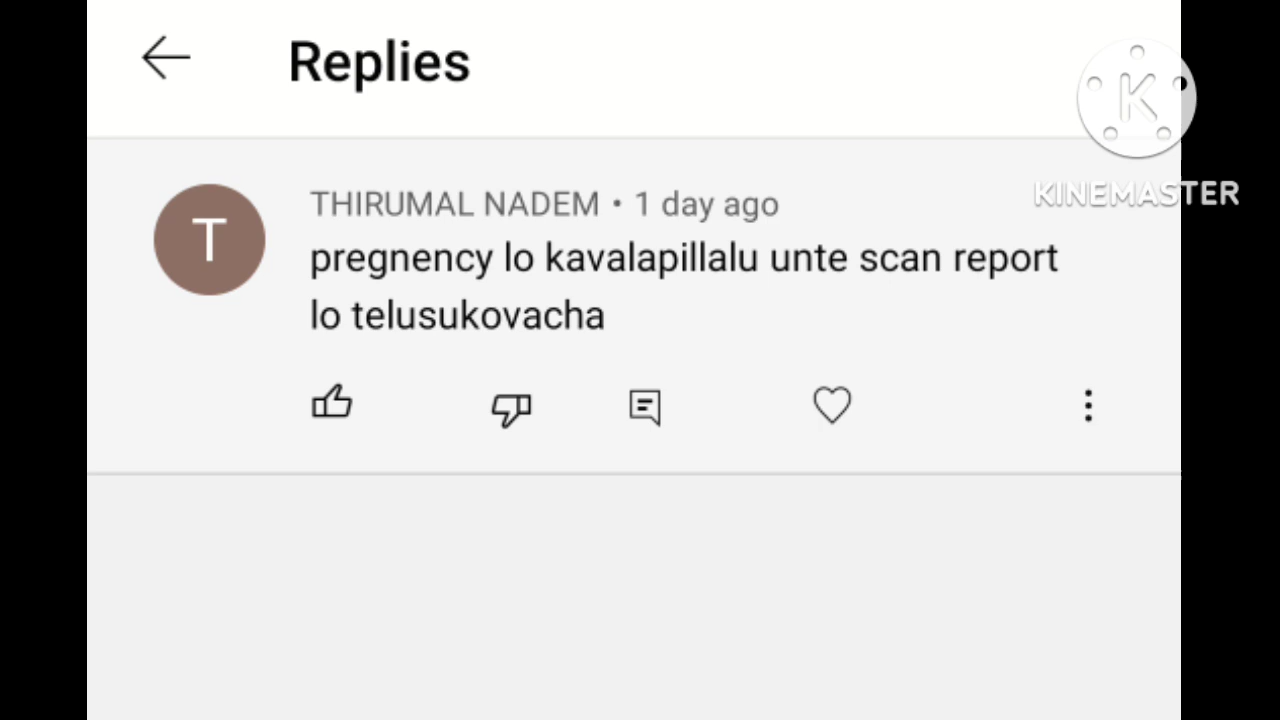 Replies
K
KINEMASTER
T
THIRUMAL NADEM • 1 day ago
pregnency lo kavalapillalu unte scan report
lo telusukovacha